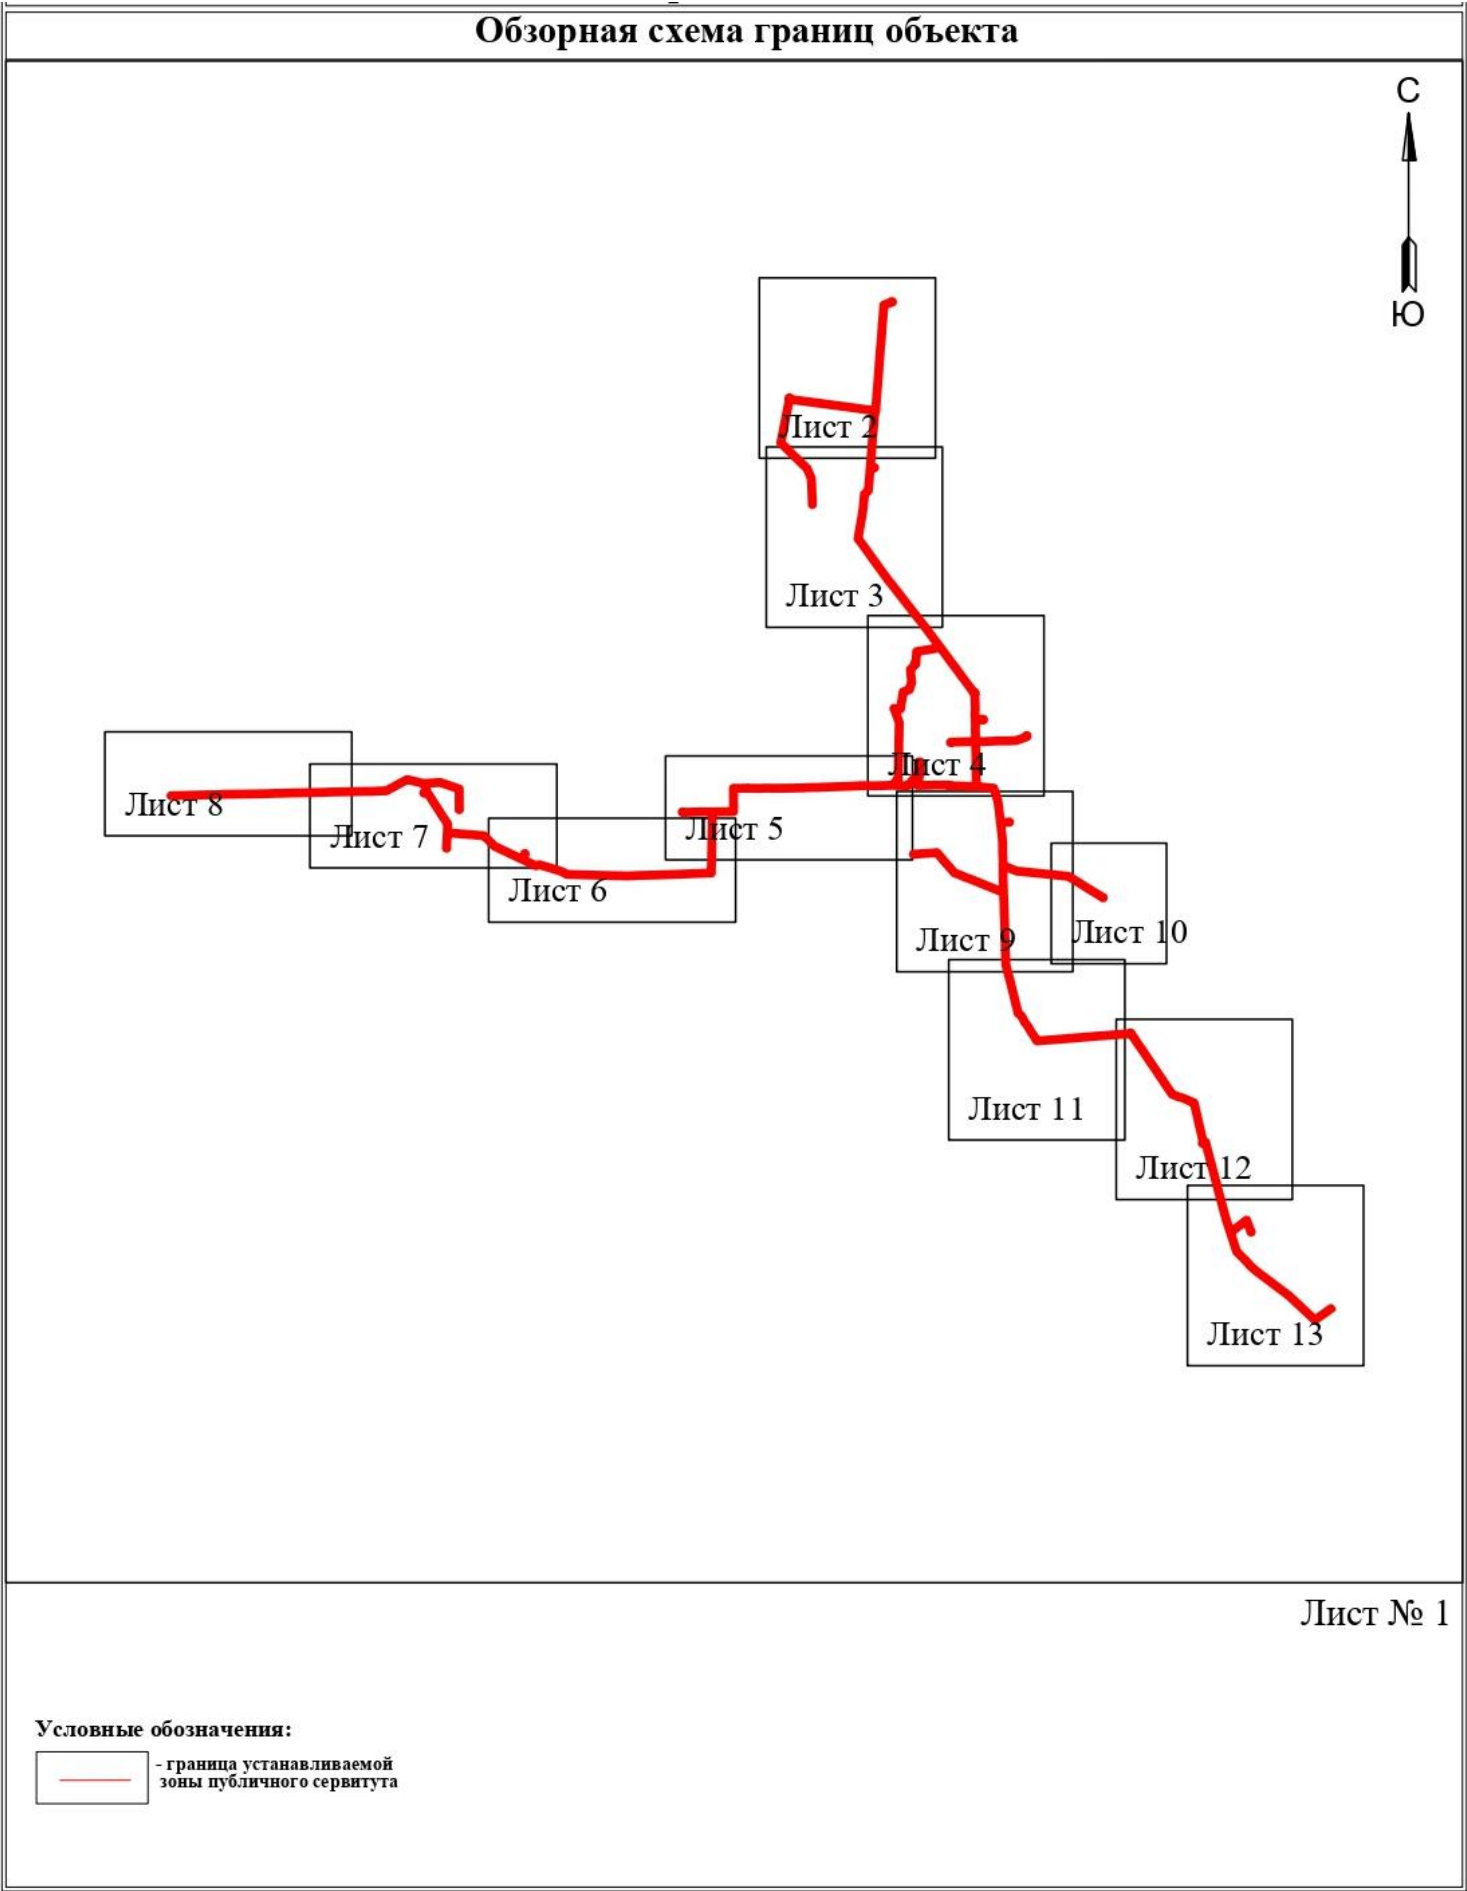 Обзорная схема границ объекта
С
Ю
Лист 2
Лист 3
Лист 4
Лист 8
Лист 5
Лист 7
Лист 6
Лист 9
Лист 10
Лист 11
Лист 12
Лист 13
Лист № 1
Условные обозначения:
- граница устанавливаемой
зоны публичного сервитута